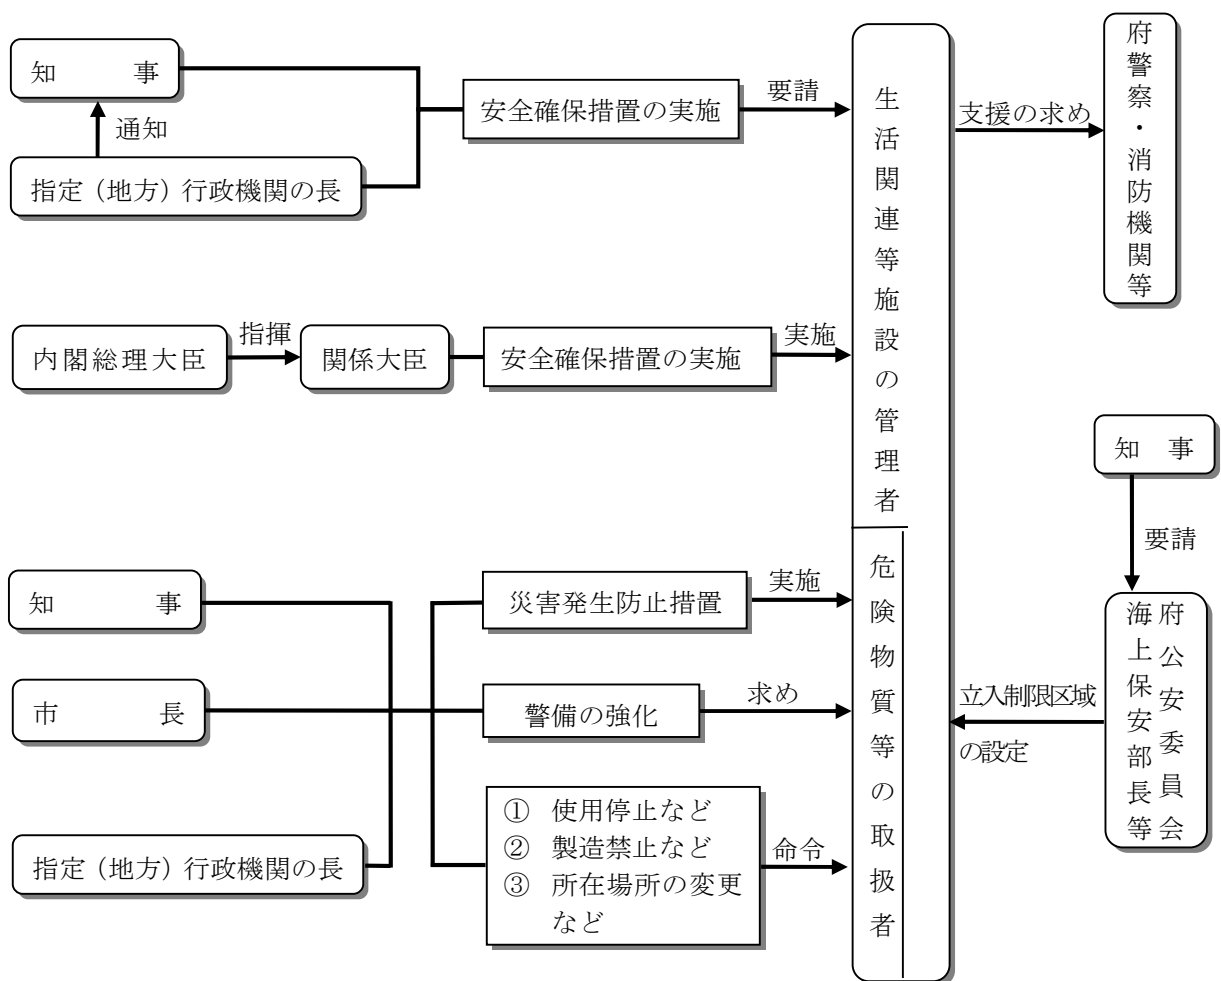 知　事
通知
指定（地方）行政機関の長
安全確保措置の実施
要請
内閣総理大臣
指揮
関係大臣
安全確保措置の実施
実施
知　事
市　長
指定（地方）行政機関の長
災害発生防止措置
実施
警備の強化
求め
① 使用停止など
② 製造禁止など
③ 所在場所の変更
など
命令
生活関連等施設の管理者
危険物質等の取扱者
支援の求め
府警察・消防機関等
知　事
要請
府公安委員会
海上保安部長等
立入制限区域
の設定